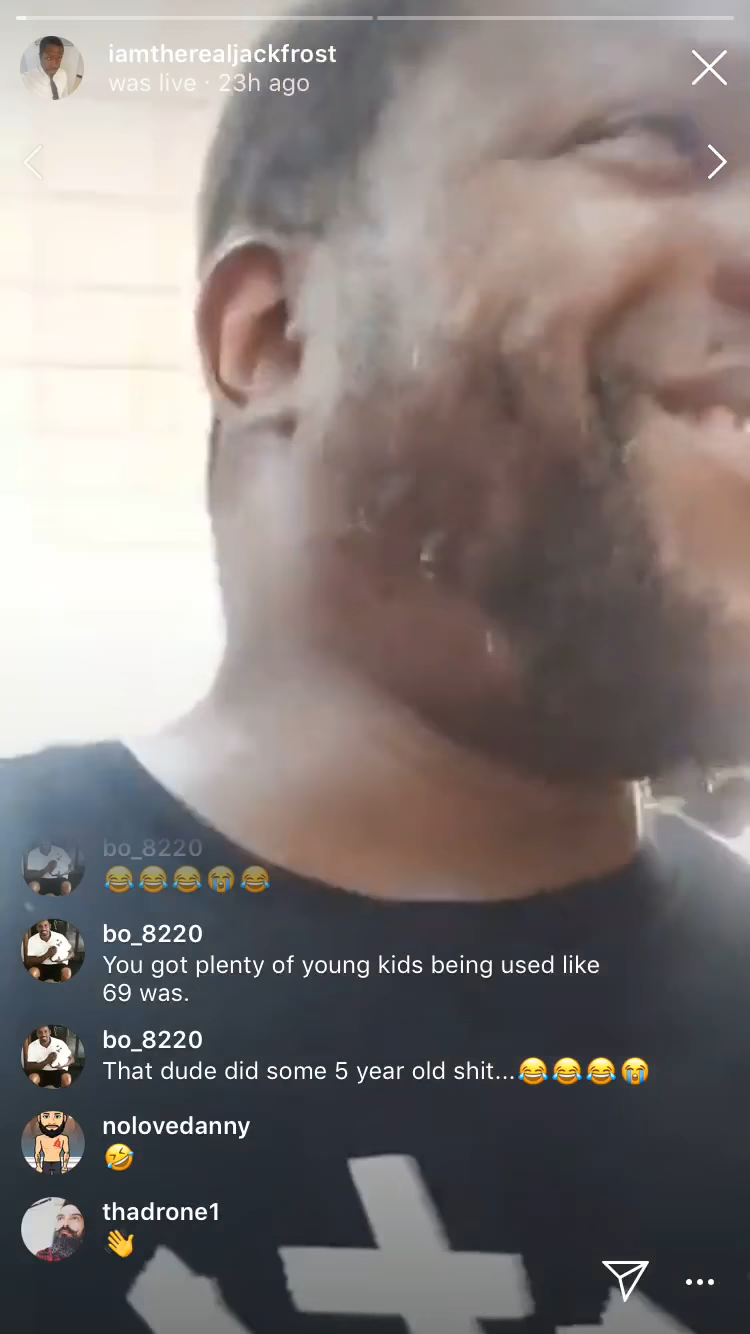 iamtherealjackfrost
was live · 23h ago
bo_8220
😂😂😂😭😂
bo_8220
You got plenty of young kids being used like
69 was.
bo_8220
That dude did some 5 year old shit...😂😂😂😭
nolovedanny
🤣
thadrone1
👋